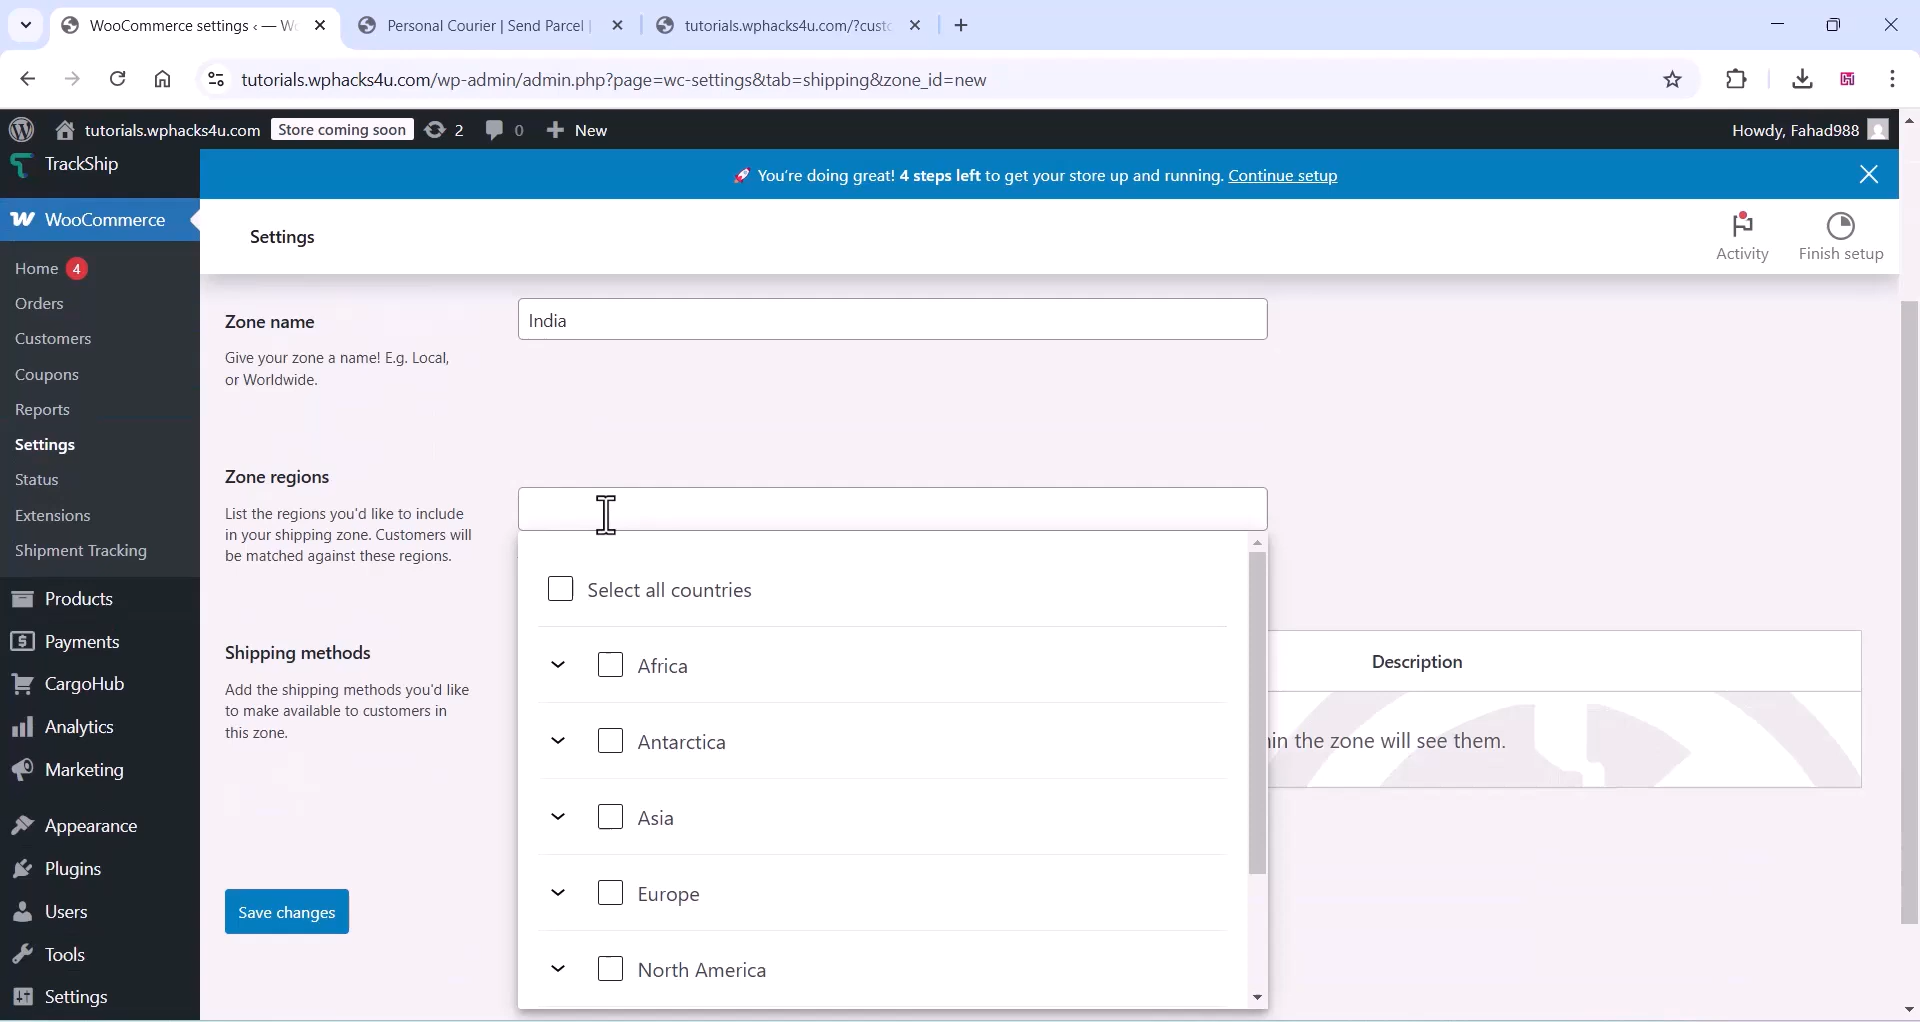 WooCommerce settings ‹ — Wo
Personal Courier | Send Parcel |
tutorials.wphacks4u.com/?custo
tutorials.wphacks4u.com/wp-admin/admin.php?page=wc-settings&tab=shipping&zone_id=new
tutorials.wphacks4u.com Store coming soon 2 0 New
Howdy, Fahad988
TrackShip
🚀 You're doing great! 4 steps left to get your store up and running. Continue setup
WooCommerce
Settings
Activity
Finish setup
Home 4
Orders
Customers
Coupons
Reports
Settings
Status
Extensions
Shipment Tracking
Products
Payments
CargoHub
Analytics
Marketing
Appearance
Plugins
Users
Tools
Settings
Zone name
Give your zone a name! E.g. Local,
or Worldwide.
India
Zone regions
List the regions you'd like to include
in your shipping zone. Customers will
be matched against these regions.
Select all countries
Africa
Antarctica
Asia
Europe
North America
Shipping methods
Add the shipping methods you'd like
to make available to customers in
this zone.
Description
in the zone will see them.
Save changes